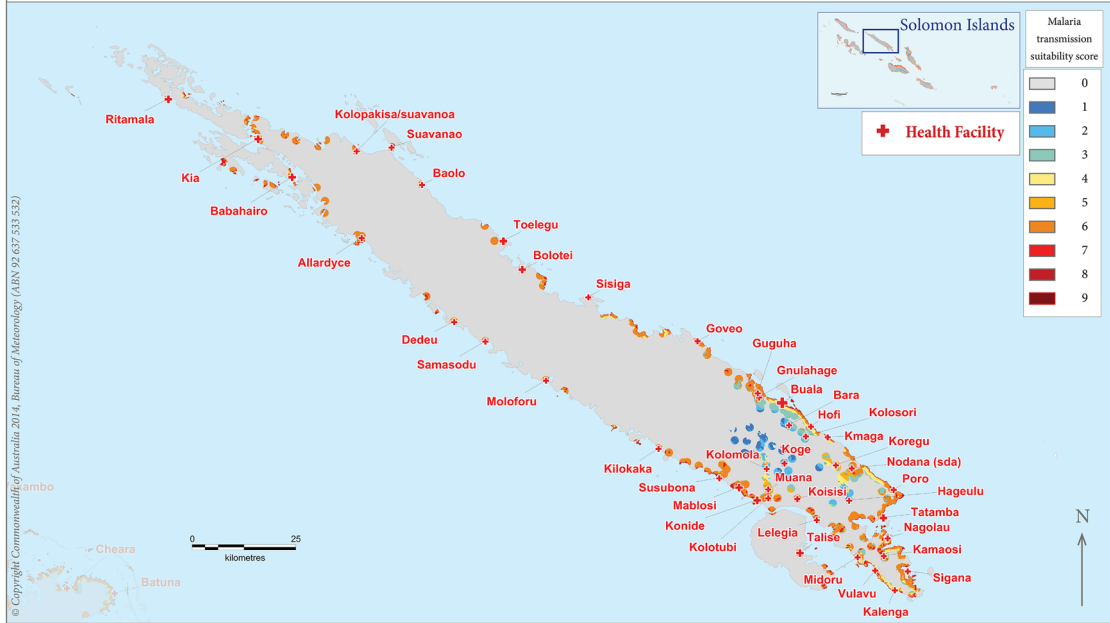 Solomon Islands
Malaria
transmission
suitability score
0
1
2
3
4
5
6
7
8
9
Health Facility
Ritamala
Kolopakisa/suavanoa
Suavanao
Kia
Baolo
Babahairo
Toelegu
Allardyce
Bolotei
Sisiga
Dedeu
Goveo
Samasodu
Guguha
Gnulahage
Moloforu
Buala
Bara
Hofi
Kolosori
Kmaga
Koregu
Kolomola
Koge
Kilokaka
Nodana (sda)
Muana
Poro
Susubona
Koisisi
Hageulu
Mablosi
Tatamba
Konide
Nagolau
Lelegia
Talise
Kolotubi
Kamaosi
Midoru
Sigana
Vulavu
Kalenga
Cheara
Batuna
0
25
kilometres
N
© Copyright Commonwealth of Australia 2014, Bureau of Meteorology (ABN 92 637 533 532)